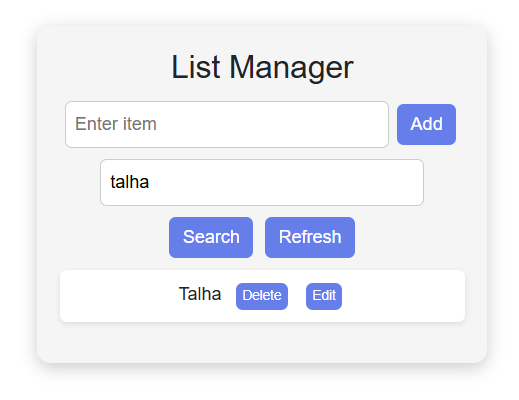 List Manager
Enter item Add
talha
Search Refresh
Talha Delete Edit